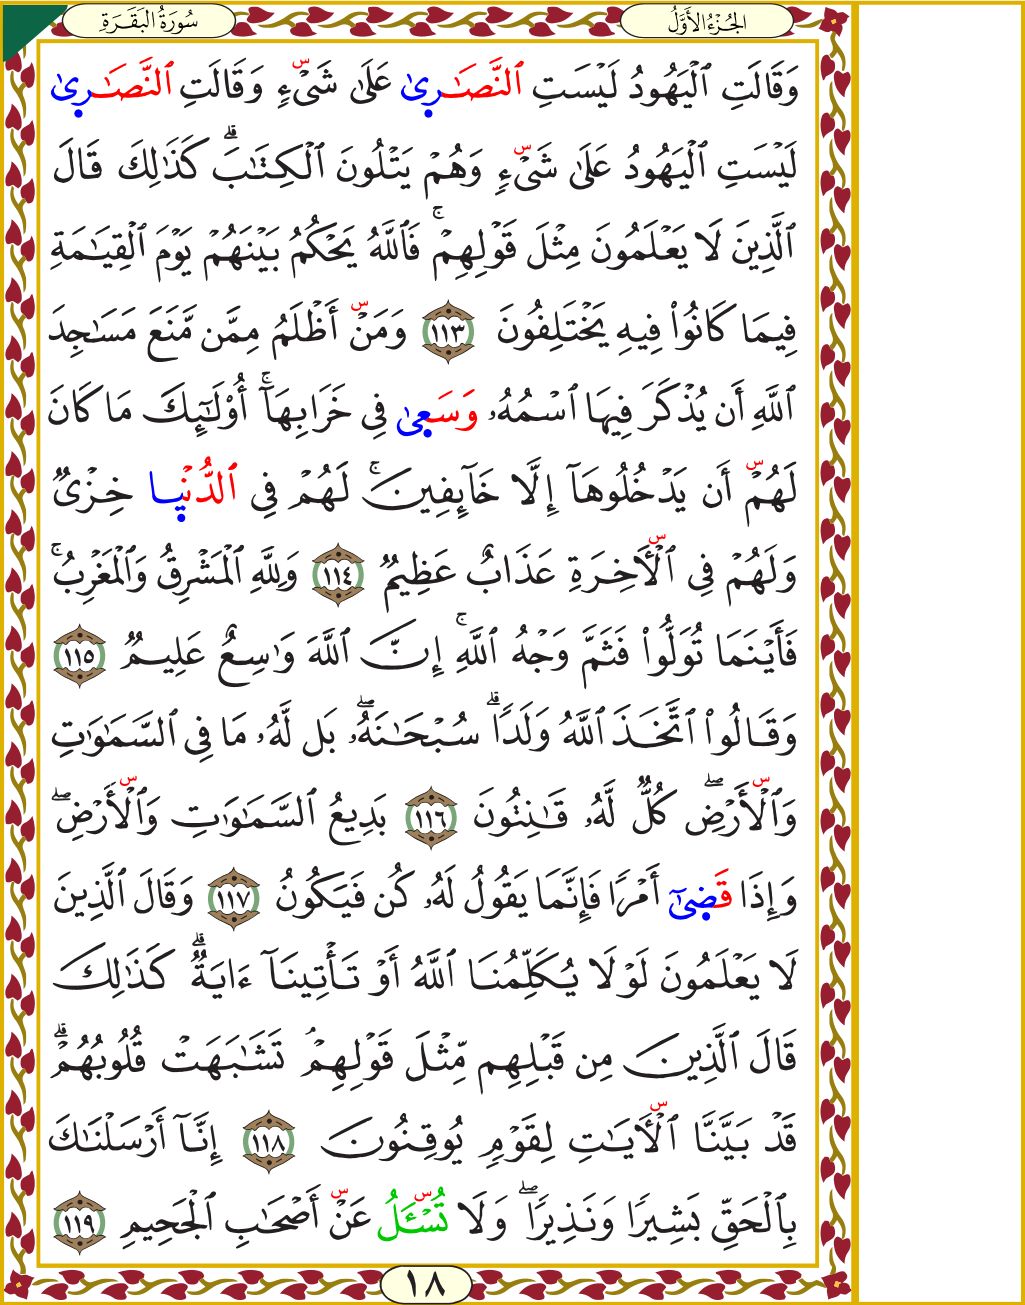 الجُزْءُ الأَوَّلُ
سُورَةُ البَقَرَةِ
وَقَالَتِ ٱلْيَهُودُ لَيْسَتِ ٱلنَّصَٰرِىٰ عَلَىٰ شَىْءٍ وَقَالَتِ ٱلنَّصَٰرِىٰ
لَيْسَتِ ٱلْيَهُودُ عَلَىٰ شَىْءٍ وَهُمْ يَتْلُونَ ٱلْكِتَٰبَ ۗ كَذَٰلِكَ قَالَ
ٱلَّذِينَ لَا يَعْلَمُونَ مِثْلَ قَوْلِهِمْ ۚ فَٱللَّهُ يَحْكُمُ بَيْنَهُمْ يَوْمَ ٱلْقِيَٰمَةِ
فِيمَا كَانُوا۟ فِيهِ يَخْتَلِفُونَ ١١٣ وَمَنْ أَظْلَمُ مِمَّن مَّنَعَ مَسَٰجِدَ
ٱللَّهِ أَن يُذْكَرَ فِيهَا ٱسْمُهُۥ وَسَعِىٰ فِى خَرَابِهَآ ۚ أُو۟لَٰٓئِكَ مَا كَانَ
لَهُمْ أَن يَدْخُلُوهَآ إِلَّا خَآئِفِينَ ۚ لَهُمْ فِى ٱلدُّنْيِا خِزْىٌ
وَلَهُمْ فِى ٱلْأَخِرَةِ عَذَابٌ عَظِيمٌ ١١٤ وَلِلَّهِ ٱلْمَشْرِقُ وَٱلْمَغْرِبُ ۚ
فَأَيْنَمَا تُوَلُّوا۟ فَثَمَّ وَجْهُ ٱللَّهِ ۚ إِنَّ ٱللَّهَ وَٰسِعٌ عَلِيمٌ ١١٥
وَقَالُوا۟ ٱتَّخَذَ ٱللَّهُ وَلَدًا ۗ سُبْحَٰنَهُۥ ۖ بَل لَّهُۥ مَا فِى ٱلسَّمَٰوَٰتِ
وَٱلْأَرْضِ ۖ كُلٌّ لَّهُۥ قَٰنِتُونَ ١١٦ بَدِيعُ ٱلسَّمَٰوَٰتِ وَٱلْأَرْضِ ۖ
وَإِذَا قَضِىٰٓ أَمْرًا فَإِنَّمَا يَقُولُ لَهُۥ كُن فَيَكُونُ ١١٧ وَقَالَ ٱلَّذِينَ
لَا يَعْلَمُونَ لَوْلَا يُكَلِّمُنَا ٱللَّهُ أَوْ تَأْتِينَآ ءَايَةٌ ۗ كَذَٰلِكَ
قَالَ ٱلَّذِينَ مِن قَبْلِهِم مِّثْلَ قَوْلِهِمْ ۘ تَشَٰبَهَتْ قُلُوبُهُمْ ۗ
قَدْ بَيَّنَّا ٱلْأَيَٰتِ لِقَوْمٍ يُوقِنُونَ ١١٨ إِنَّآ أَرْسَلْنَٰكَ
بِٱلْحَقِّ بَشِيرًا وَنَذِيرًا ۖ وَلَا تُسْـَٔلُ عَنْ أَصْحَٰبِ ٱلْجَحِيمِ ١١٩
١٨